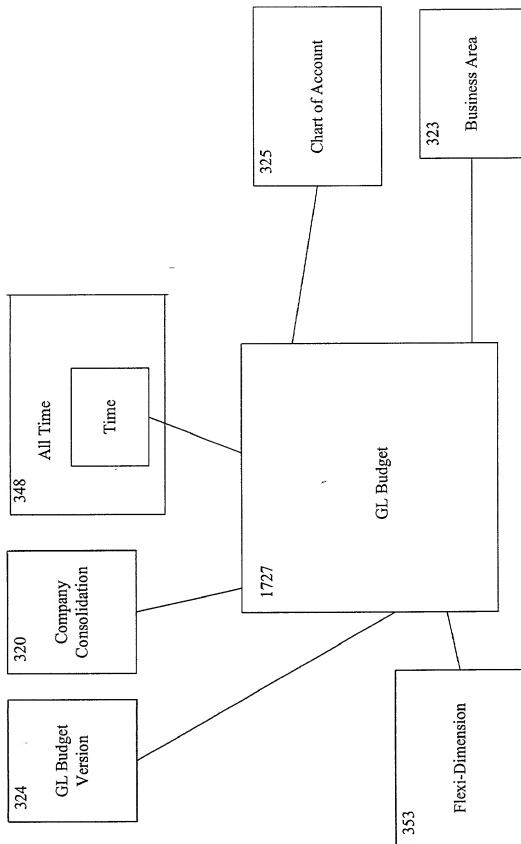 324
GL Budget
Version
320
Company
Consolidation
348
All Time
Time
325
Chart of Account
1727
GL Budget
353
Flexi-Dimension
323
Business Area